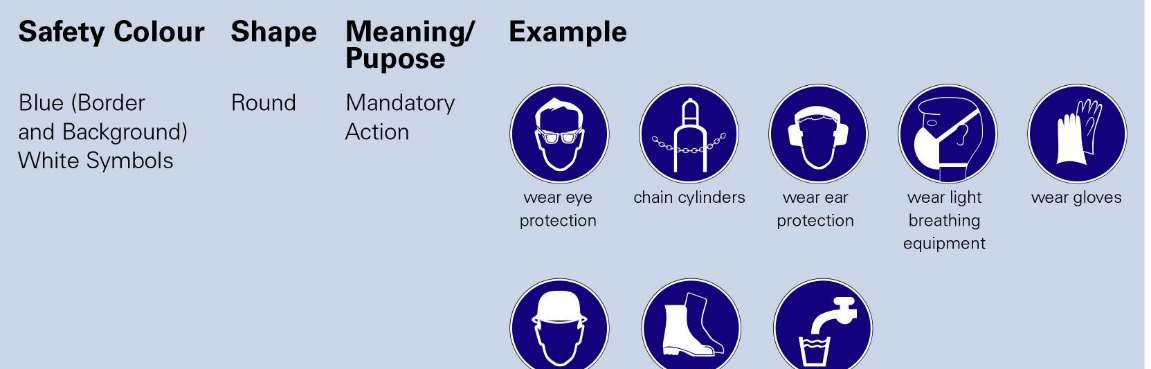 Safety Colour Shape Meaning/ Example
Pupose
Blue (Border Round Mandatory
and Background) Action
White Symbols
wear eye chain cylinders wear ear wear light wear gloves
protection protection breathing
equipment